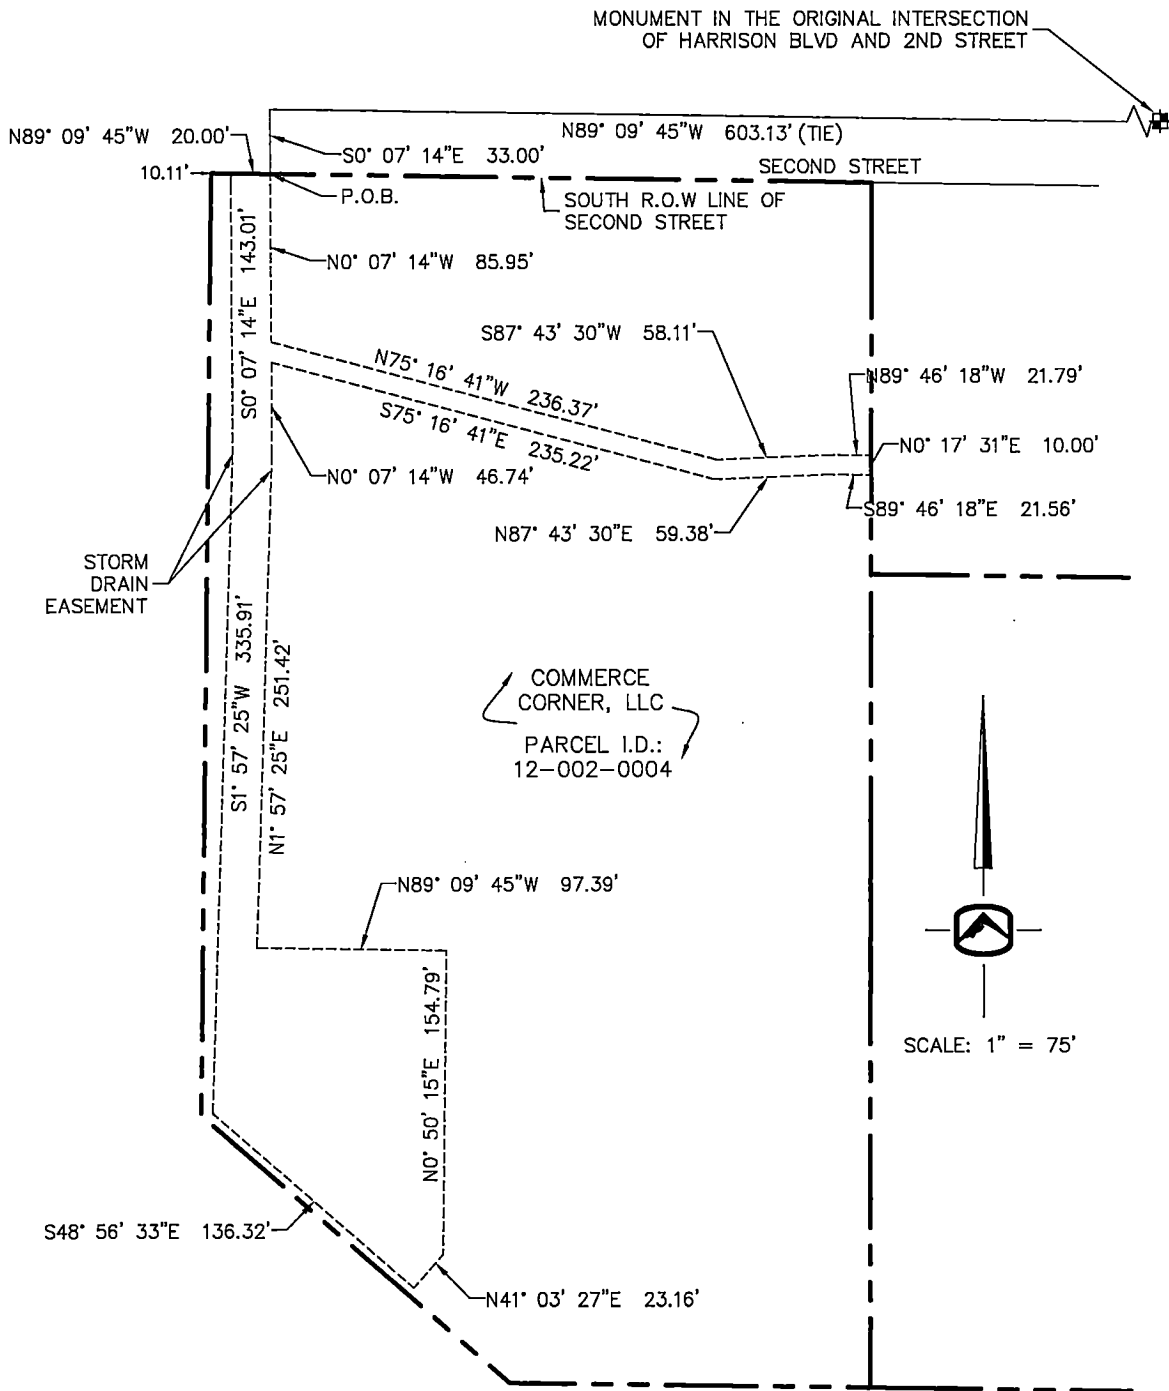 MONUMENT IN THE ORIGINAL INTERSECTION
OF HARRISON BLVD AND 2ND STREET
N89° 09' 45"W 603.13' (TIE)
N89° 09' 45"W 20.00'
S0° 07' 14"E 33.00'
SECOND STREET
10.11'
P.O.B.
SOUTH R.O.W LINE OF
SECOND STREET
S0° 07' 14"E 143.01'
N0° 07' 14"W 85.95'
S87° 43' 30"W 58.11'
N75° 16' 41"W 236.37'
N89° 46' 18"W 21.79'
S75° 16' 41"E 235.22'
N0° 17' 31"E 10.00'
N0° 07' 14"W 46.74'
S89° 46' 18"E 21.56'
N87° 43' 30"E 59.38'
STORM
DRAIN
EASEMENT
S1° 57' 25"W 335.91'
N1° 57' 25"E 251.42'
COMMERCE
CORNER, LLC
PARCEL I.D.:
12-002-0004
N89° 09' 45"W 97.39'
N0° 50' 15"E 154.79'
SCALE: 1" = 75'
S48° 56' 33"E 136.32'
N41° 03' 27"E 23.16'